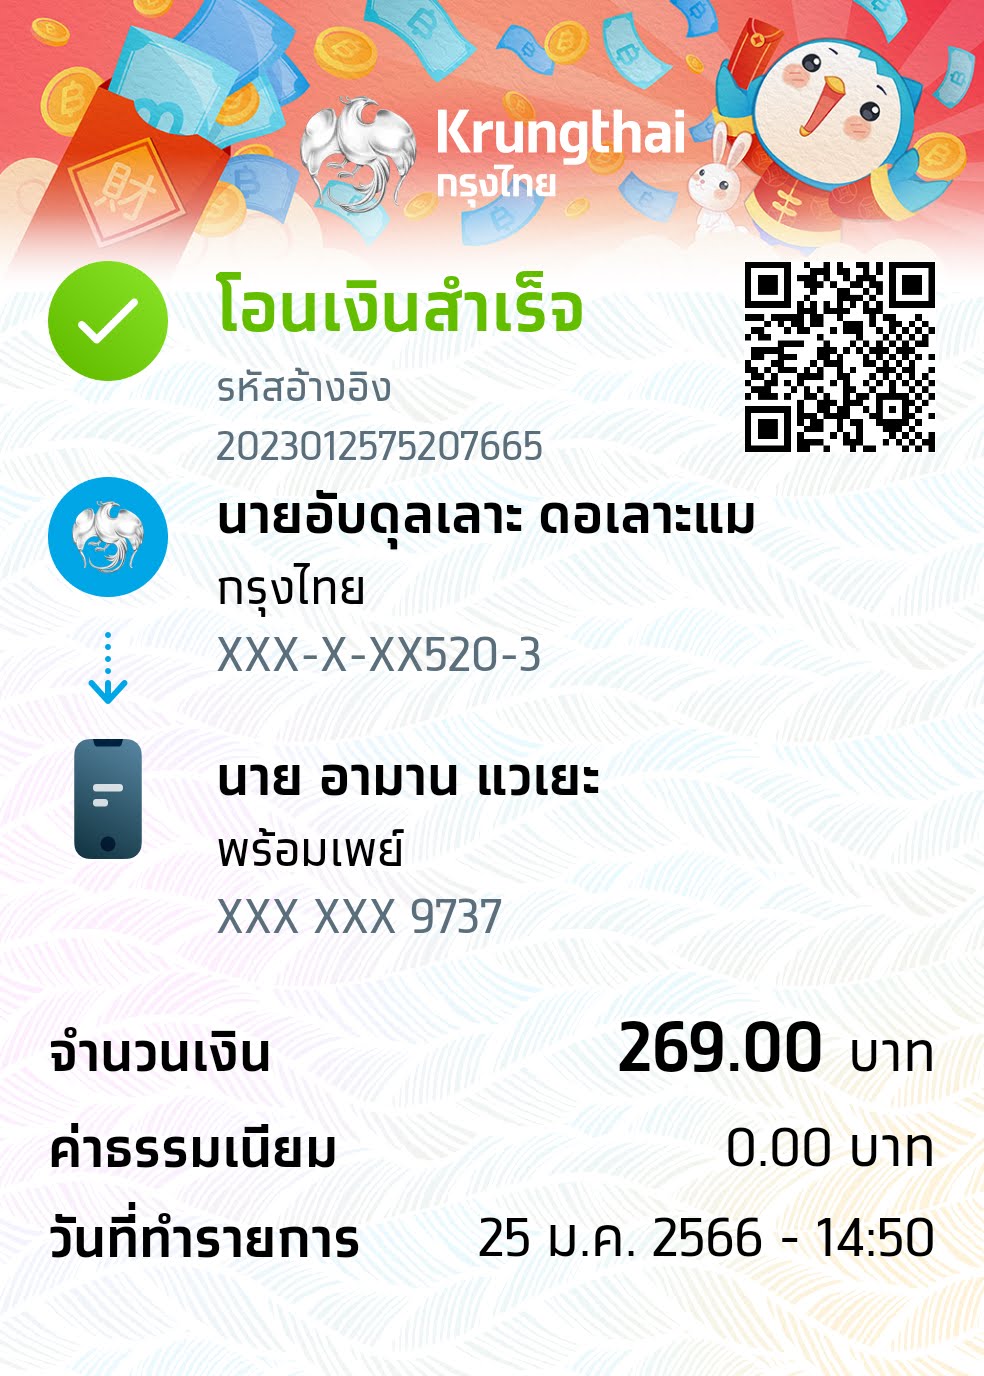 Krungthai
กรุงไทย
財
โอนเงินสำเร็จ
รหัสอ้างอิง
2023012575207665
นายอับดุลเลาะ ดอเลาะแม
กรุงไทย
XXX-X-XX520-3
นาย อามาน แวเยะ
พร้อมเพย์
XXX XXX 9737
จำนวนเงิน 269.00 บาท
ค่าธรรมเนียม 0.00 บาท
วันที่ทำรายการ 25 ม.ค. 2566 - 14:50